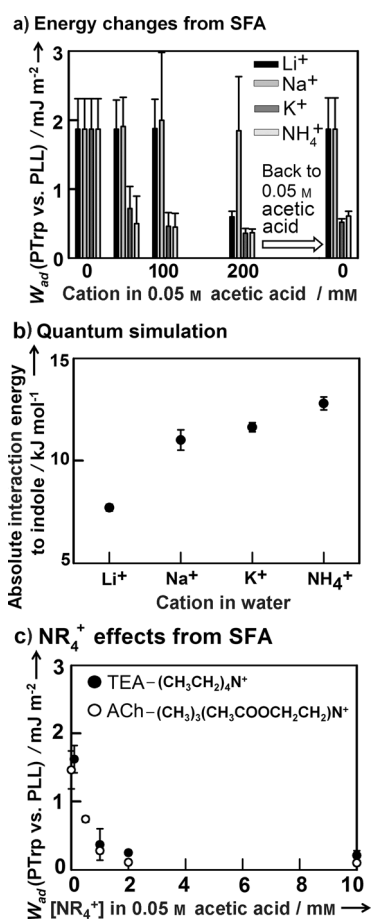 a) Energy changes from SFA
W_ad (PTrp vs. PLL) / mJ m⁻²
3
2
1
0
Li⁺
Na⁺
K⁺
NH₄⁺
Back to
0.05 M
acetic
acid
0 100 200 0
Cation in 0.05 M acetic acid / mM
b) Quantum simulation
Absolute interaction energy
to indole / kJ mol⁻¹
15
10
5
Li⁺ Na⁺ K⁺ NH₄⁺
Cation in water
c) NR₄⁺ effects from SFA
W_ad (PTrp vs. PLL) / mJ m⁻²
3
2
1
0
TEA–(CH₃CH₂)₄N⁺
ACh–(CH₃)₃(CH₃COOCH₂CH₂)N⁺
0 2 4 6 8 10
[NR₄⁺] in 0.05 M acetic acid / mM